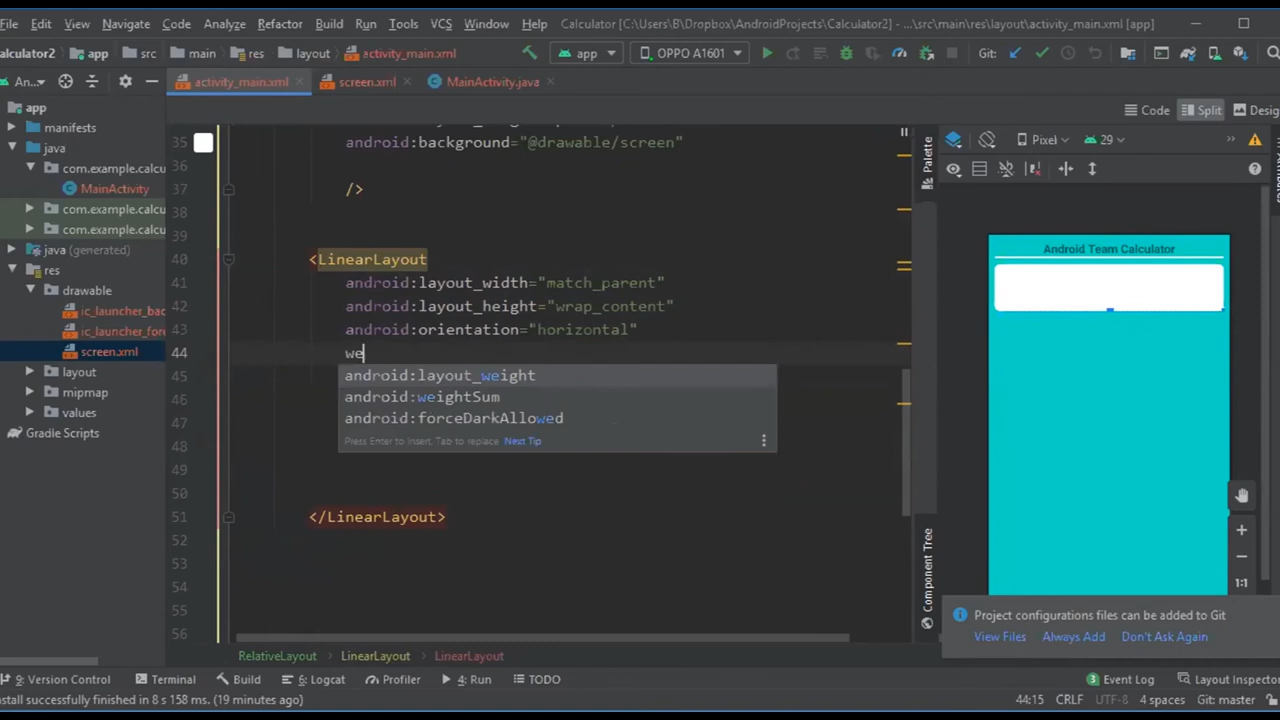 File Edit View Navigate Code Analyze Refactor Build Run Tools VCS Window Help Calculator [C:\Users\B\Dropbox\AndroidProjects\Calculator2] - ...\src\main\res\layout\activity_main.xml [app]
alculator2 app src main res layout activity_main.xml app OPPO A1601 Git:
An... activity_main.xml screen.xml MainActivity.java
app
manifests
java
com.example.calcu
MainActivity
com.example.calcu
com.example.calcu
java (generated)
res
drawable
ic_launcher_bac
ic_launcher_fore
screen.xml
layout
mipmap
values
Gradle Scripts
Code Split Desig
35 android:background="@drawable/screen"
36
37 />
38
39
40 <LinearLayout
41 android:layout_width="match_parent"
42 android:layout_height="wrap_content"
43 android:orientation="horizontal"
44 we
45 android:layout_weight
46 android:weightSum
47 android:forceDarkAllowed
48 Press Enter to insert, Tab to replace Next Tip
49
50
51 </LinearLayout>
52
53
54
55
56
Palette
Component Tree
Pixel 29
Android Team Calculator
1:1
Project configurations files can be added to Git
View Files Always Add Don't Ask Again
RelativeLayout LinearLayout LinearLayout
9: Version Control Terminal Build 6: Logcat Profiler 4: Run TODO 3 Event Log Layout Inspector
nstall successfully finished in 8 s 158 ms. (19 minutes ago) 44:15 CRLF UTF-8 4 spaces Git: master